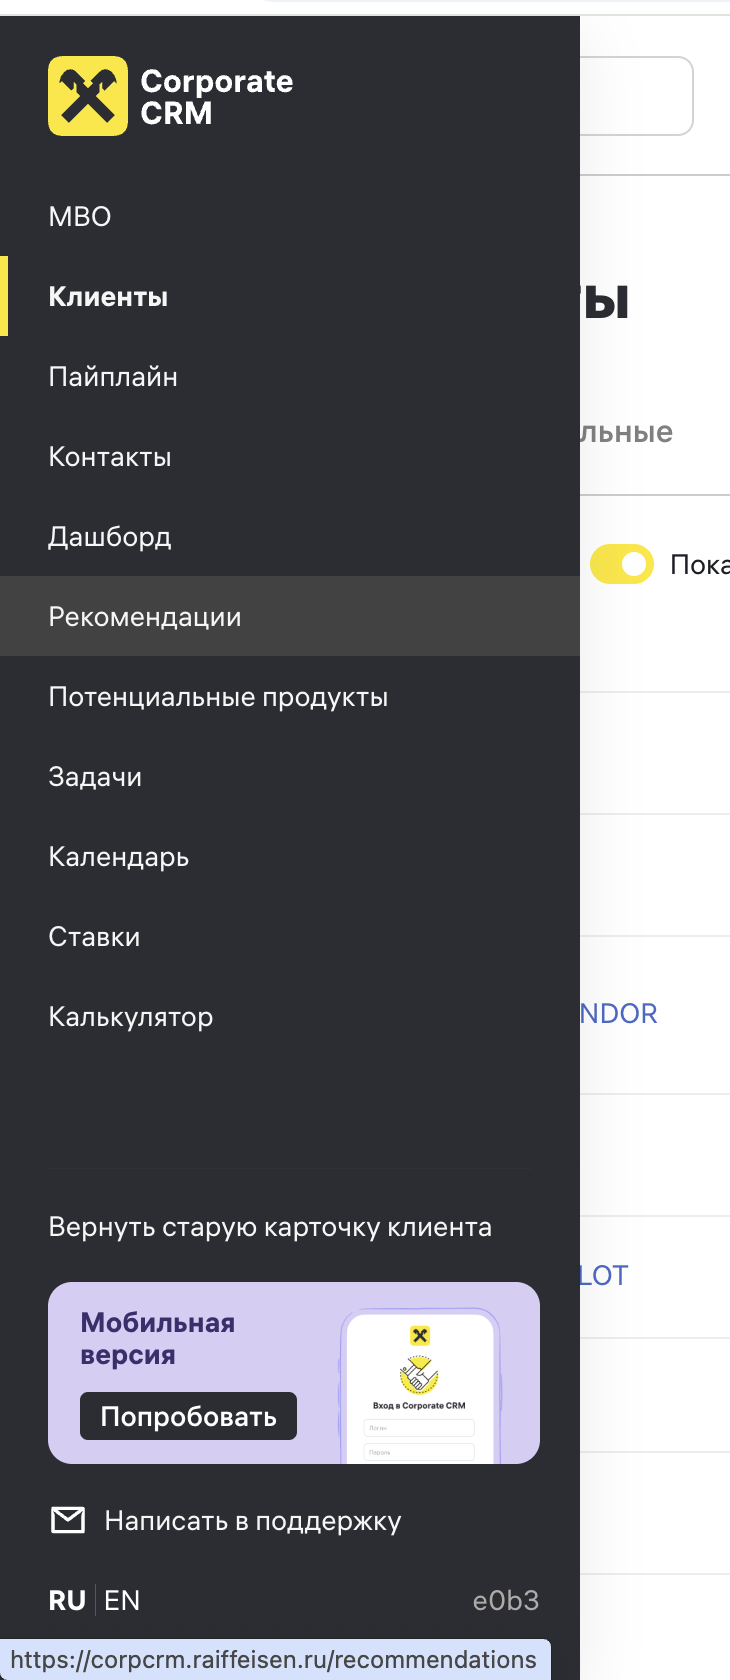 Corporate
CRM
MBO
Клиенты
ты
Пайплайн
льные
Контакты
Дашборд
Пока
Рекомендации
Потенциальные продукты
Задачи
Календарь
Ставки
Калькулятор
NDOR
Вернуть старую карточку клиента
LOT
Мобильная
версия
Попробовать
Вход в Corporate CRM
Логин
Пароль
Написать в поддержку
RU EN
e0b3
https://corpcrm.raiffeisen.ru/recommendations